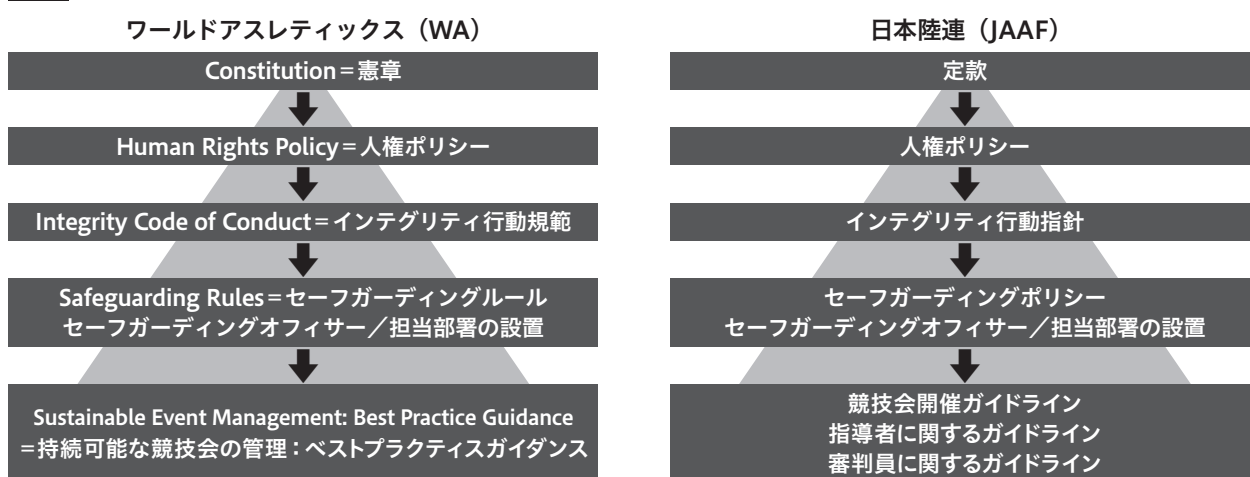 ワールドアスレティックス（WA）
Constitution＝憲章
Human Rights Policy＝人権ポリシー
Integrity Code of Conduct＝インテグリティ行動規範
Safeguarding Rules＝セーフガーディングルール
セーフガーディングオフィサー／担当部署の設置
Sustainable Event Management: Best Practice Guidance
＝持続可能な競技会の管理：ベストプラクティスガイダンス
日本陸連（JAAF）
定款
人権ポリシー
インテグリティ行動指針
セーフガーディングポリシー
セーフガーディングオフィサー／担当部署の設置
競技会開催ガイドライン
指導者に関するガイドライン
審判員に関するガイドライン